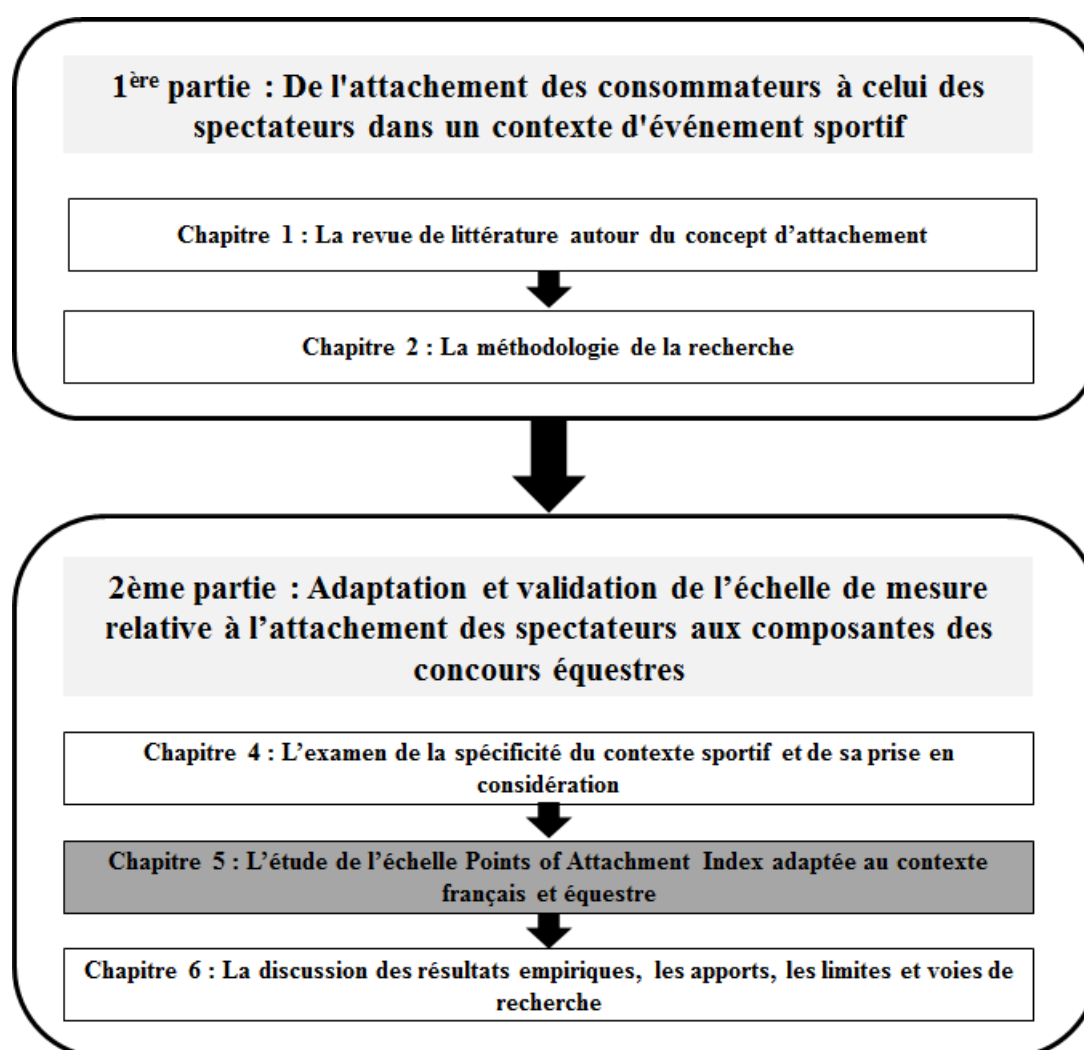 1ère partie : De l'attachement des consommateurs à celui des
spectateurs dans un contexte d'événement sportif
Chapitre 1 : La revue de littérature autour du concept d’attachement
Chapitre 2 : La méthodologie de la recherche
2ème partie : Adaptation et validation de l’échelle de mesure
relative à l’attachement des spectateurs aux composantes des
concours équestres
Chapitre 4 : L’examen de la spécificité du contexte sportif et de sa prise en
considération
Chapitre 5 : L’étude de l’échelle Points of Attachment Index adaptée au contexte
français et équestre
Chapitre 6 : La discussion des résultats empiriques, les apports, les limites et voies de
recherche